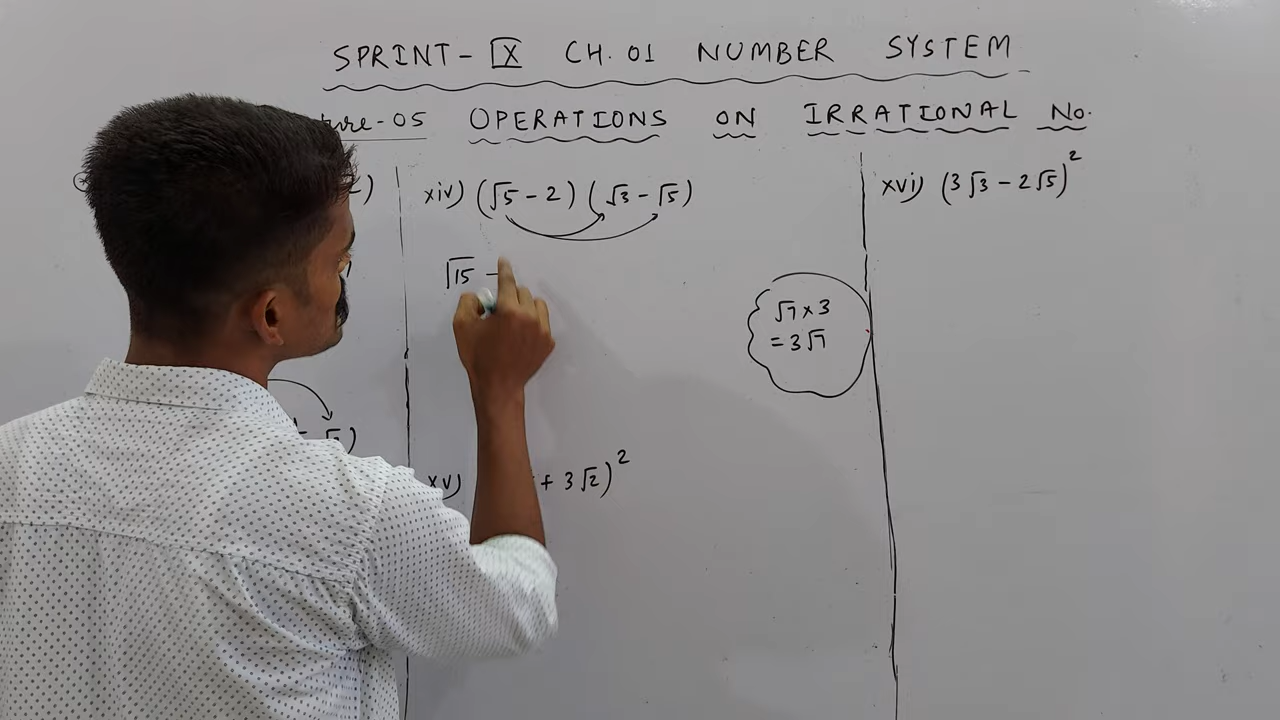 SPRINT-IX CH.01 NUMBER SYSTEM
-05 OPERATIONS ON IRRATIONAL No.
xiv) (√5 - 2) (√3 - √5)
√15 -
xv) + 3√2)²
√7 × 3
= 3√7
xvi) (3√3 - 2√5)²